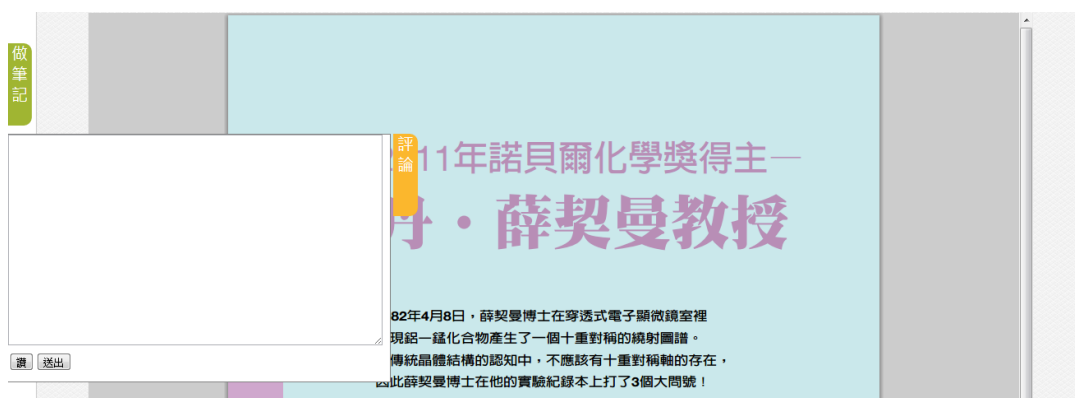 做筆記
評論
11年諾貝爾化學獎得主—
丹・薛契曼教授
82年4月8日，薛契曼博士在穿透式電子顯微鏡室裡
現鋁—錳化合物產生了一個十重對稱的繞射圖譜。
傳統晶體結構的認知中，不應該有十重對稱軸的存在，
因此薛契曼博士在他的實驗紀錄本上打了3個大問號！
讚 送出